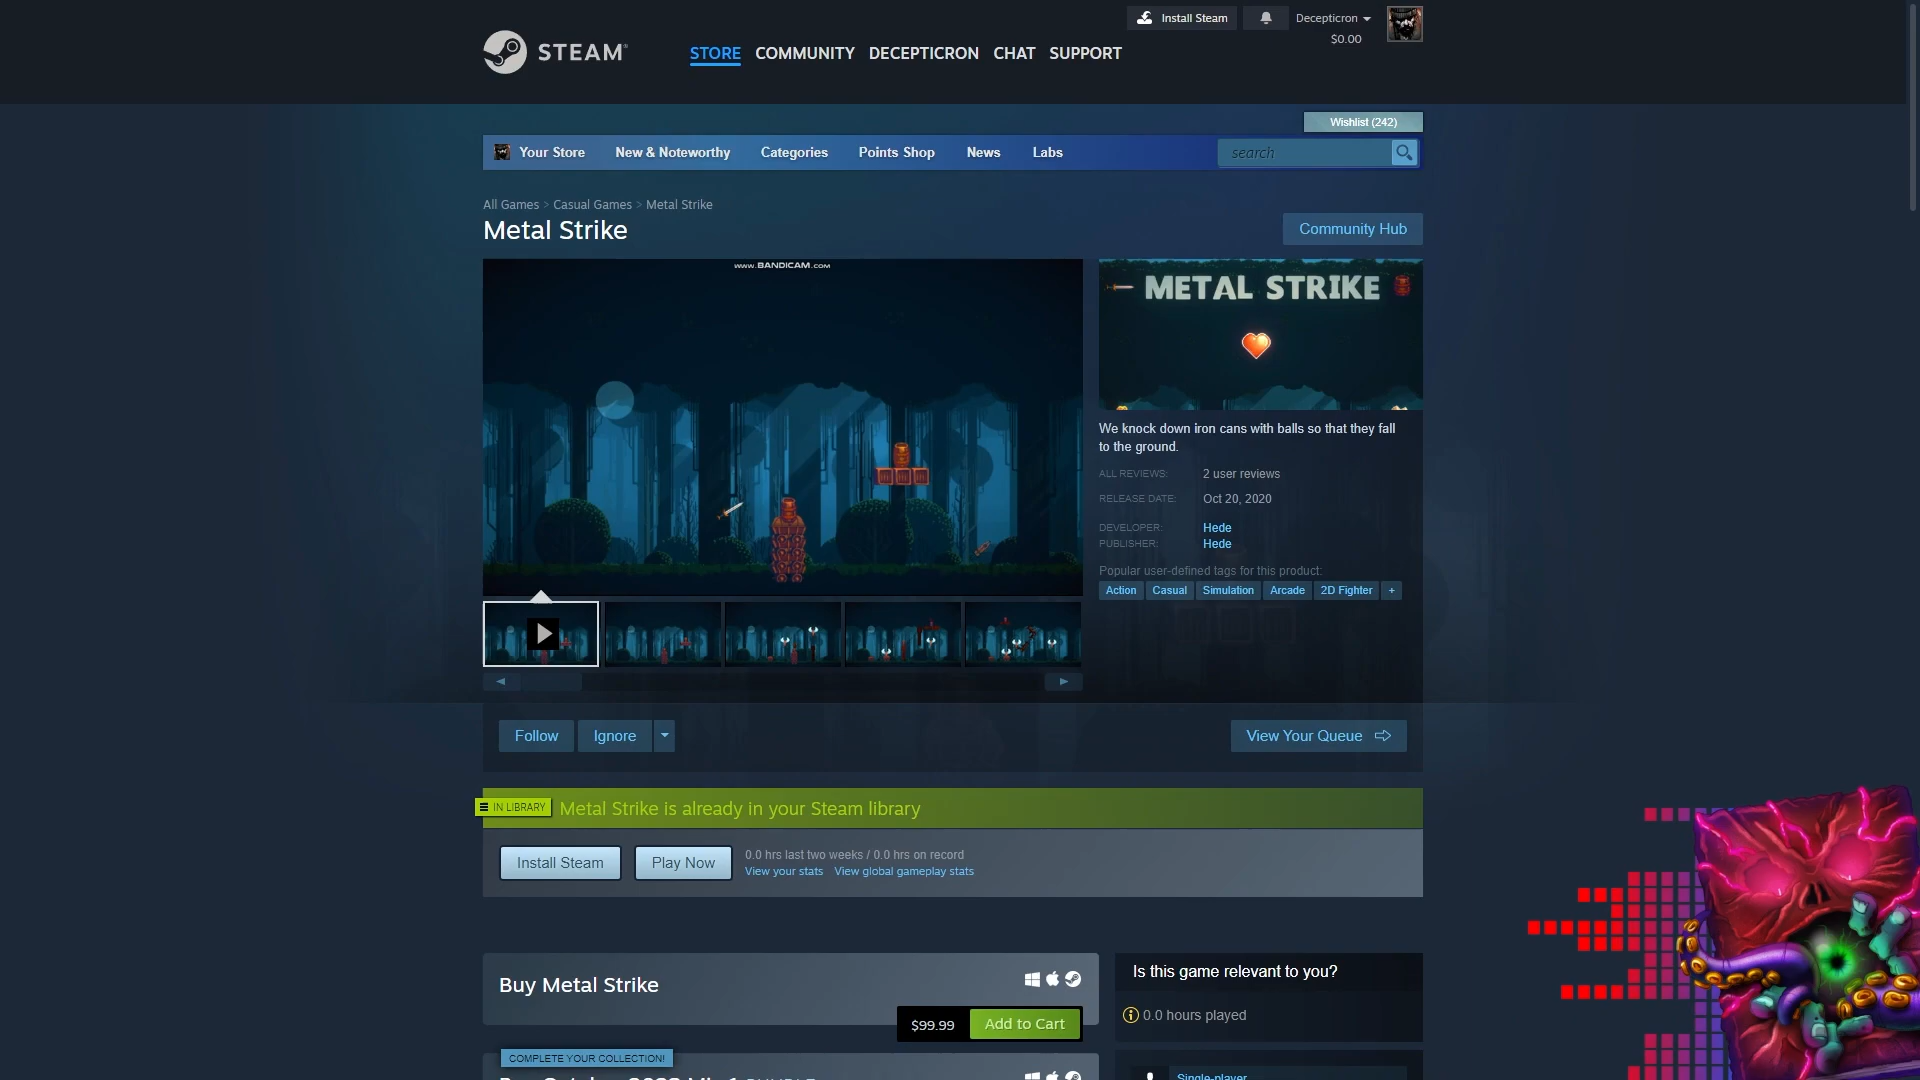 Install Steam
Decepticron
$0.00
STEAM
STORE COMMUNITY DECEPTICRON CHAT SUPPORT
Wishlist (242)
Your Store New & Noteworthy Categories Points Shop News Labs
search
All Games > Casual Games > Metal Strike
Metal Strike
Community Hub
www.BANDICAM.com
METAL STRIKE
We knock down iron cans with balls so that they fall
to the ground.
ALL REVIEWS: 2 user reviews
RELEASE DATE: Oct 20, 2020
DEVELOPER: Hede
PUBLISHER: Hede
Popular user-defined tags for this product:
Action Casual Simulation Arcade 2D Fighter +
Follow Ignore
View Your Queue
IN LIBRARY Metal Strike is already in your Steam library
Install Steam Play Now
0.0 hrs last two weeks / 0.0 hrs on record
View your stats View global gameplay stats
Buy Metal Strike
$99.99 Add to Cart
Is this game relevant to you?
0.0 hours played
COMPLETE YOUR COLLECTION!
Single-player